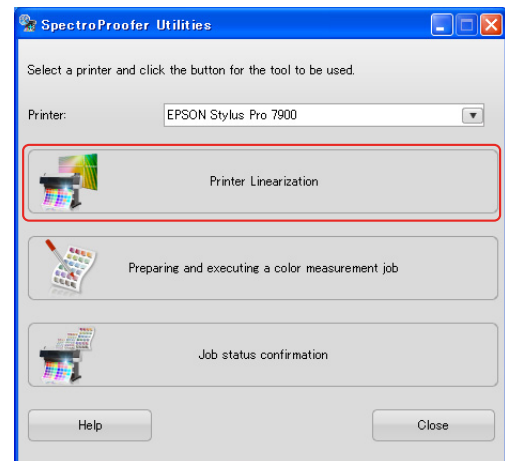 SpectroProofer Utilities
Select a printer and click the button for the tool to be used.
Printer: EPSON Stylus Pro 7900
Printer Linearization
Preparing and executing a color measurement job
Job status confirmation
Help Close